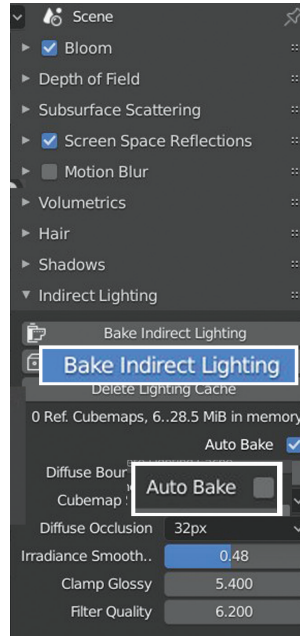 Scene
Bloom
Depth of Field
Subsurface Scattering
Screen Space Reflections
Motion Blur
Volumetrics
Hair
Shadows
Indirect Lighting
Bake Indirect Lighting
Bake Indirect Lighting
Delete Lighting Cache
0 Ref. Cubemaps, 6..28.5 MiB in memory
Auto Bake
Diffuse Boun
Auto Bake
Cubemap
Diffuse Occlusion 32px
Irradiance Smooth.. 0.48
Clamp Glossy 5.400
Filter Quality 6.200